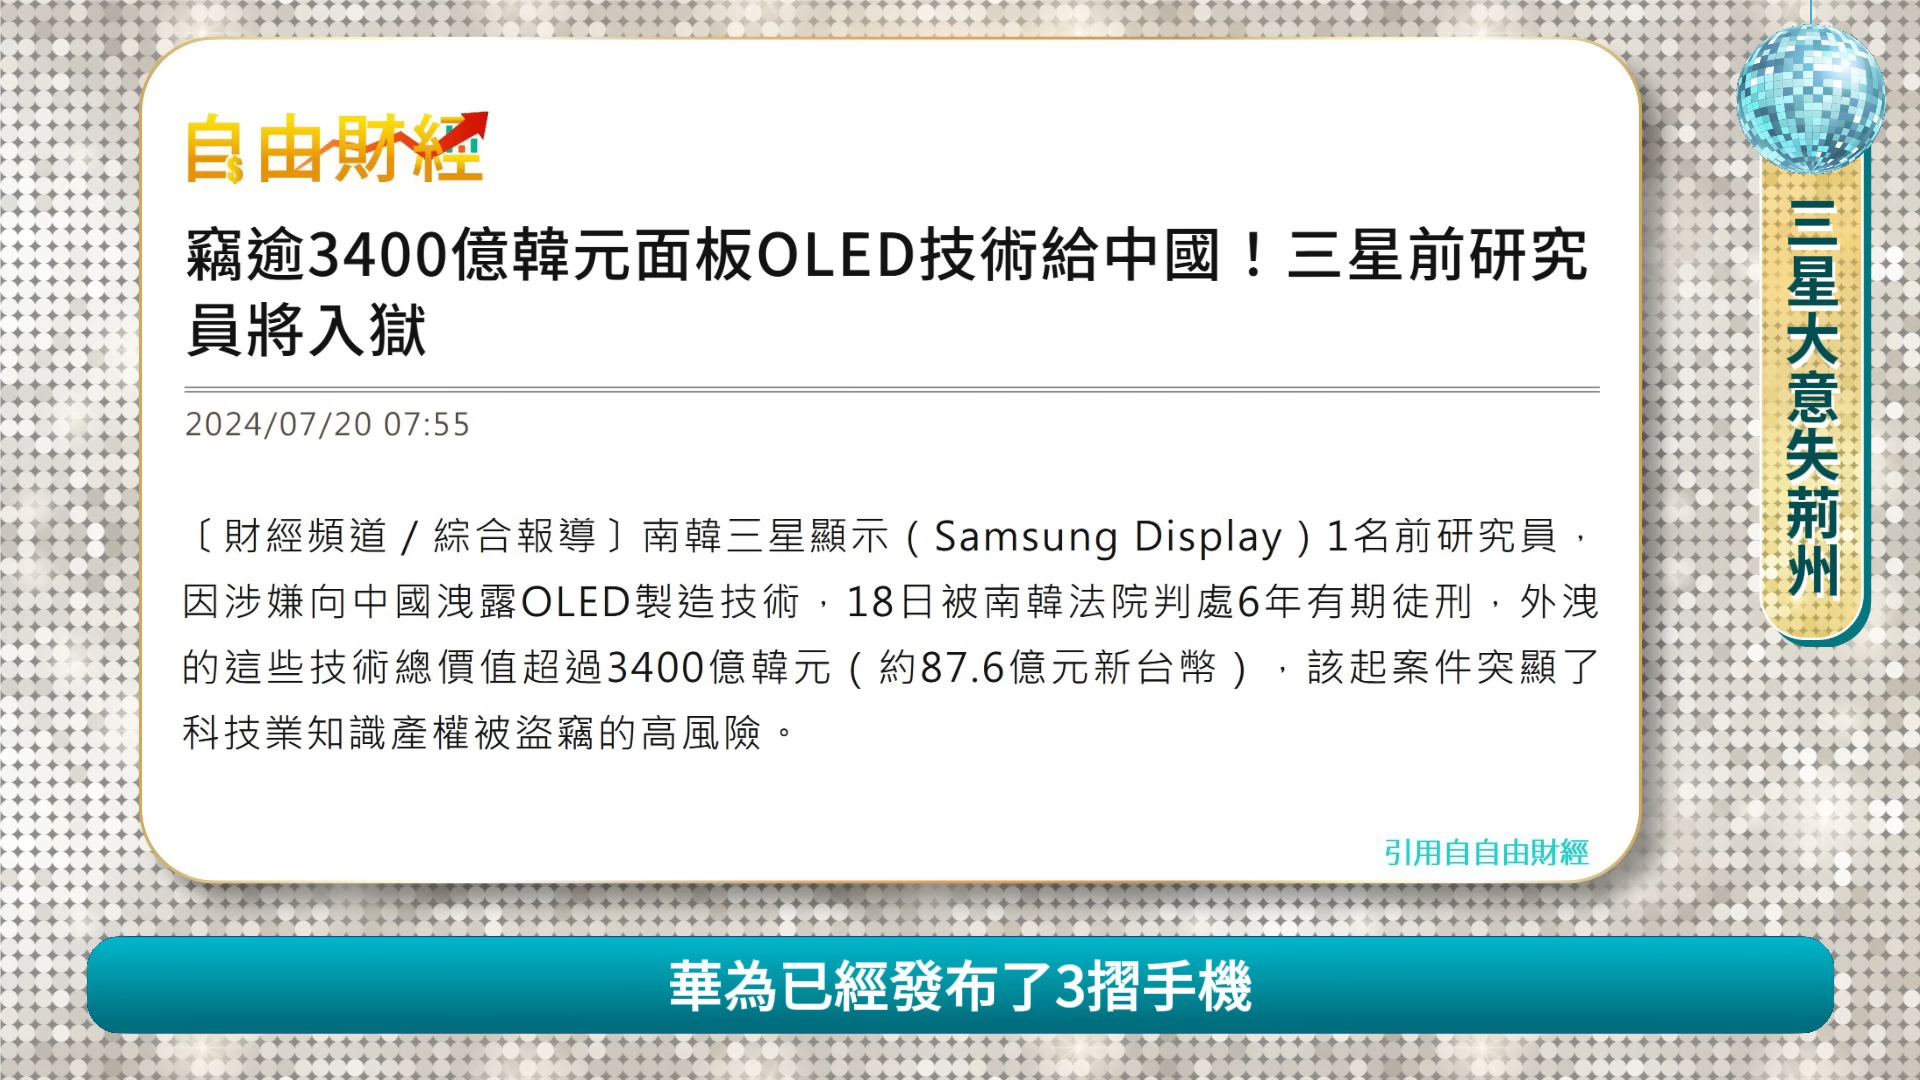 自由財經
竊逾3400億韓元面板OLED技術給中國！三星前研究
員將入獄
2024/07/20 07:55
〔財經頻道／綜合報導〕南韓三星顯示（Samsung Display）1名前研究員，
因涉嫌向中國洩露OLED製造技術，18日被南韓法院判處6年有期徒刑，外洩
的這些技術總價值超過3400億韓元（約87.6億元新台幣），該起案件突顯了
科技業知識產權被盜竊的高風險。
引用自自由財經
三星大意失荊州
華為已經發布了3摺手機